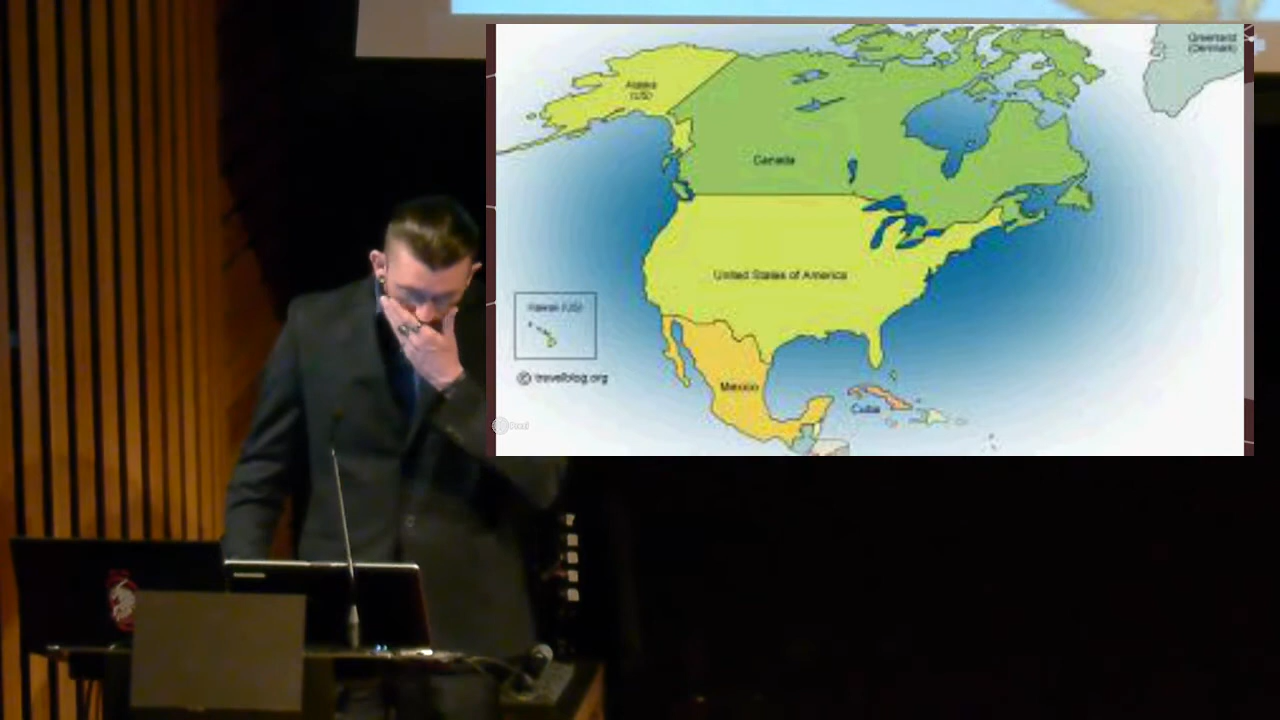 Greenland
(Denmark)
Alaska
(US)
Canada
United States of America
Hawaii (US)
© travelblog.org
Mexico
Cuba